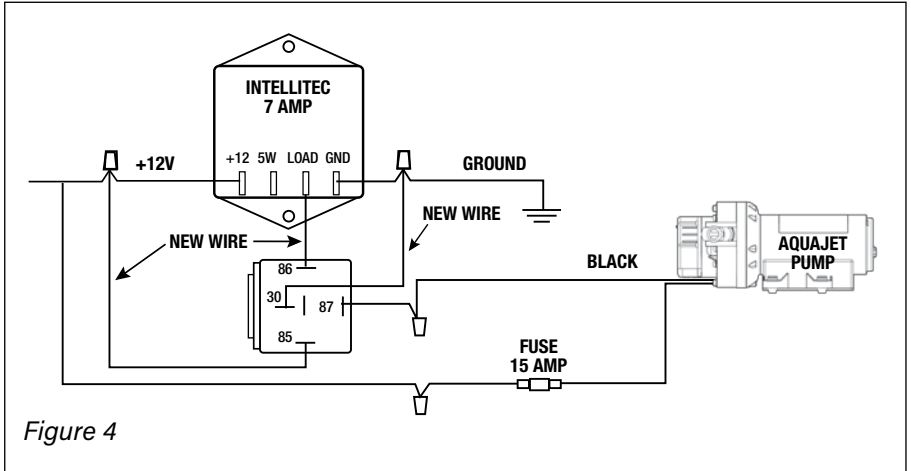 INTELLITEC
7 AMP
+12V
+12 5W LOAD GND
GROUND
NEW WIRE
NEW WIRE
86
30
87
85
BLACK
AQUAJET
PUMP
FUSE
15 AMP
Figure 4